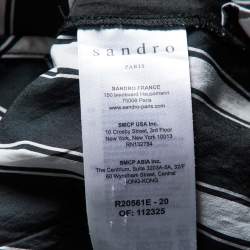 sandro
PARIS
SANDRO FRANCE
150 boulevard Haussmann
75008 Paris
www.sandro-paris.com
SMCP USA Inc.
10 Crosby Street, 3rd Floor
New York, New York 10013
RN132784
SMCP ASIA Inc.
The Centrium, Suite 3203A-5A, 32/F
60 Wyndham Street, Central
HONG-KONG
R20561E - 20
OF: 112325